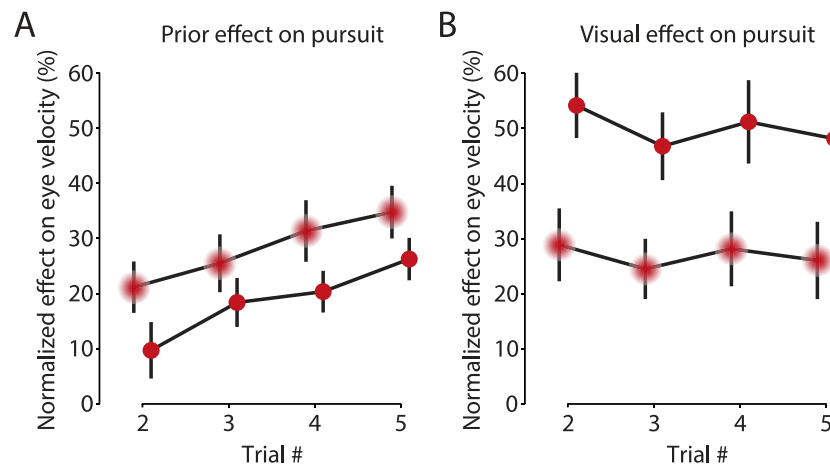 A
Prior effect on pursuit
Normalized effect on eye velocity (%)
60
50
40
30
20
10
0
2 3 4 5
Trial #
B
Visual effect on pursuit
Normalized effect on eye velocity (%)
60
50
40
30
20
10
0
2 3 4 5
Trial #